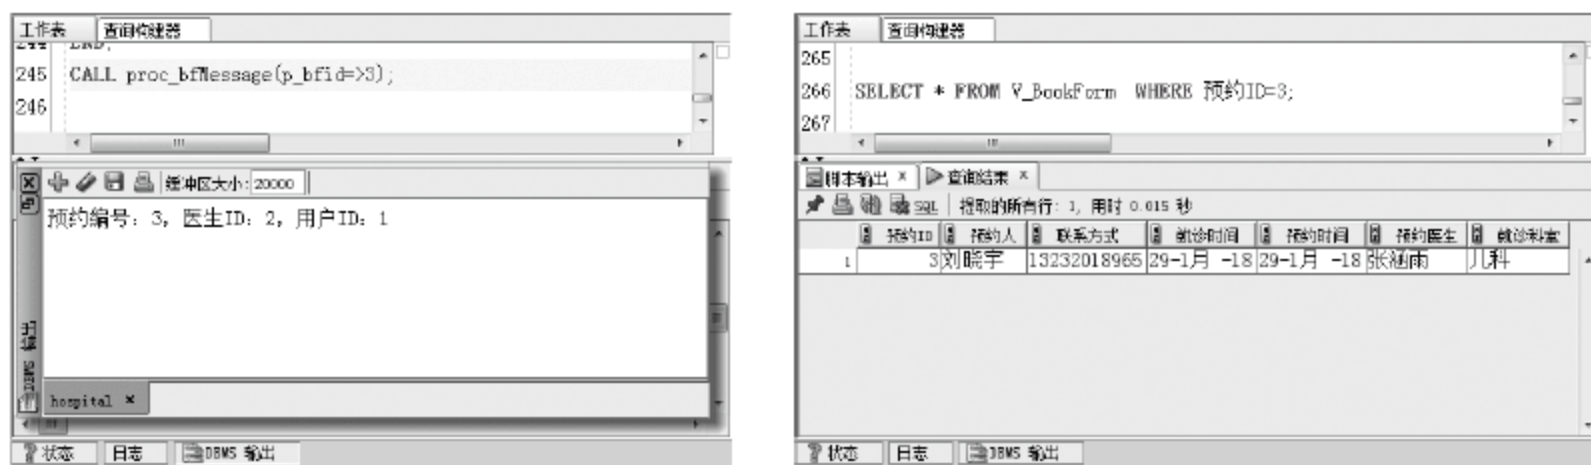 工作表 查询构建器
244 END;
245 CALL proc_bfMessage(p_bfid=>3);
246
缓冲区大小: 20000
预约编号: 3, 医生ID: 2, 用户ID: 1
DBMS 输出
hospital ×
状态 日志 DBMS 输出
工作表 查询构建器
265
266 SELECT * FROM V_BookForm WHERE 预约ID=3;
267
脚本输出 × 查询结果 ×
SQL 提取的所有行: 1, 用时 0.015 秒
预约ID 预约人 联系方式 就诊时间 预约时间 预约医生 就诊科室
1 3 刘晓宇 13232018965 29-1月 -18 29-1月 -18 张涵雨 儿科
状态 日志 DBMS 输出